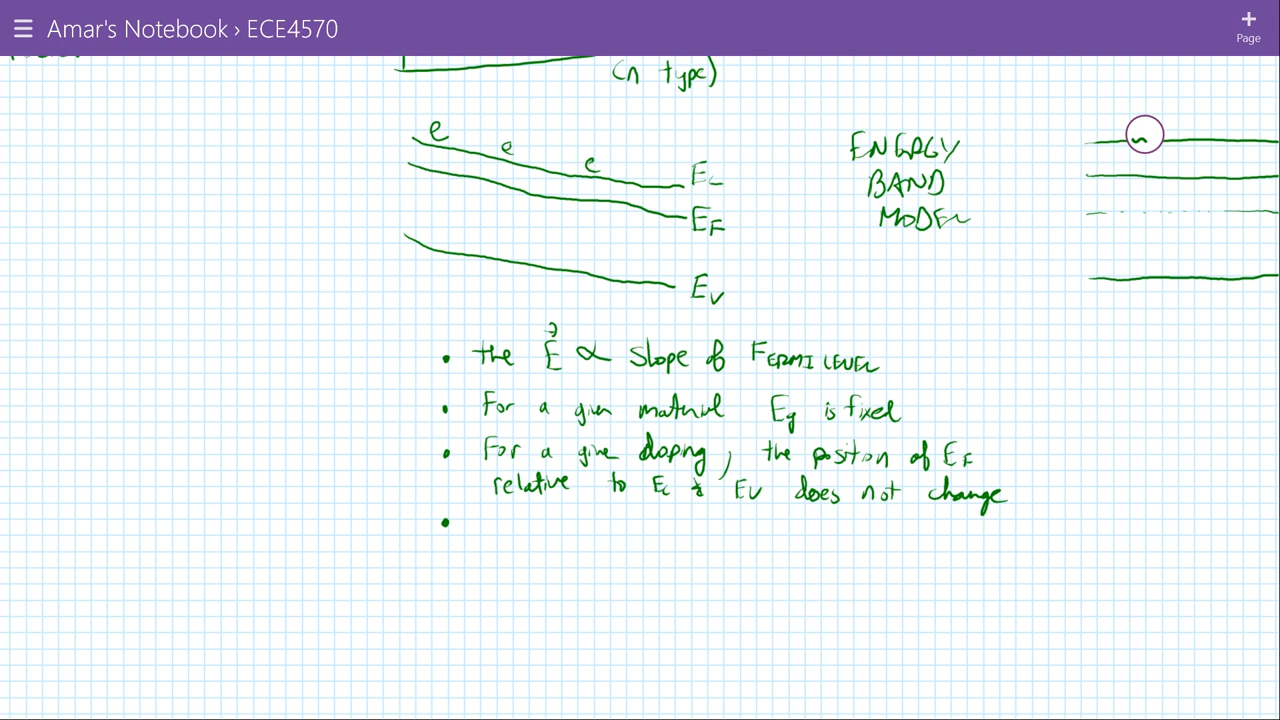 Amar's Notebook › ECE4570
Page
(n type)
e e e
EC
EF
EV
ENERGY
BAND
MODEL
• the E ∝ slope of FERMI LEVEL
• For a given material Eg is fixed
• For a give doping, the position of EF
relative to Ec & EV does not change
•